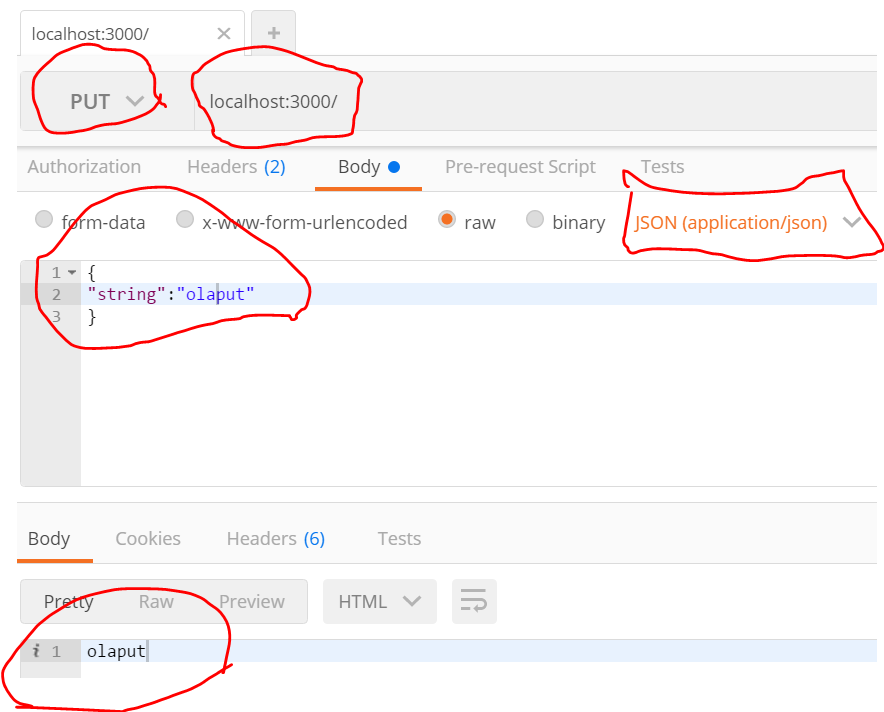 localhost:3000/
PUT localhost:3000/
Authorization Headers (2) Body Pre-request Script Tests
form-data x-www-form-urlencoded raw binary JSON (application/json)
1 {
2 "string":"olaput"
3 }
Body Cookies Headers (6) Tests
Pretty Raw Preview HTML
i 1 olaput